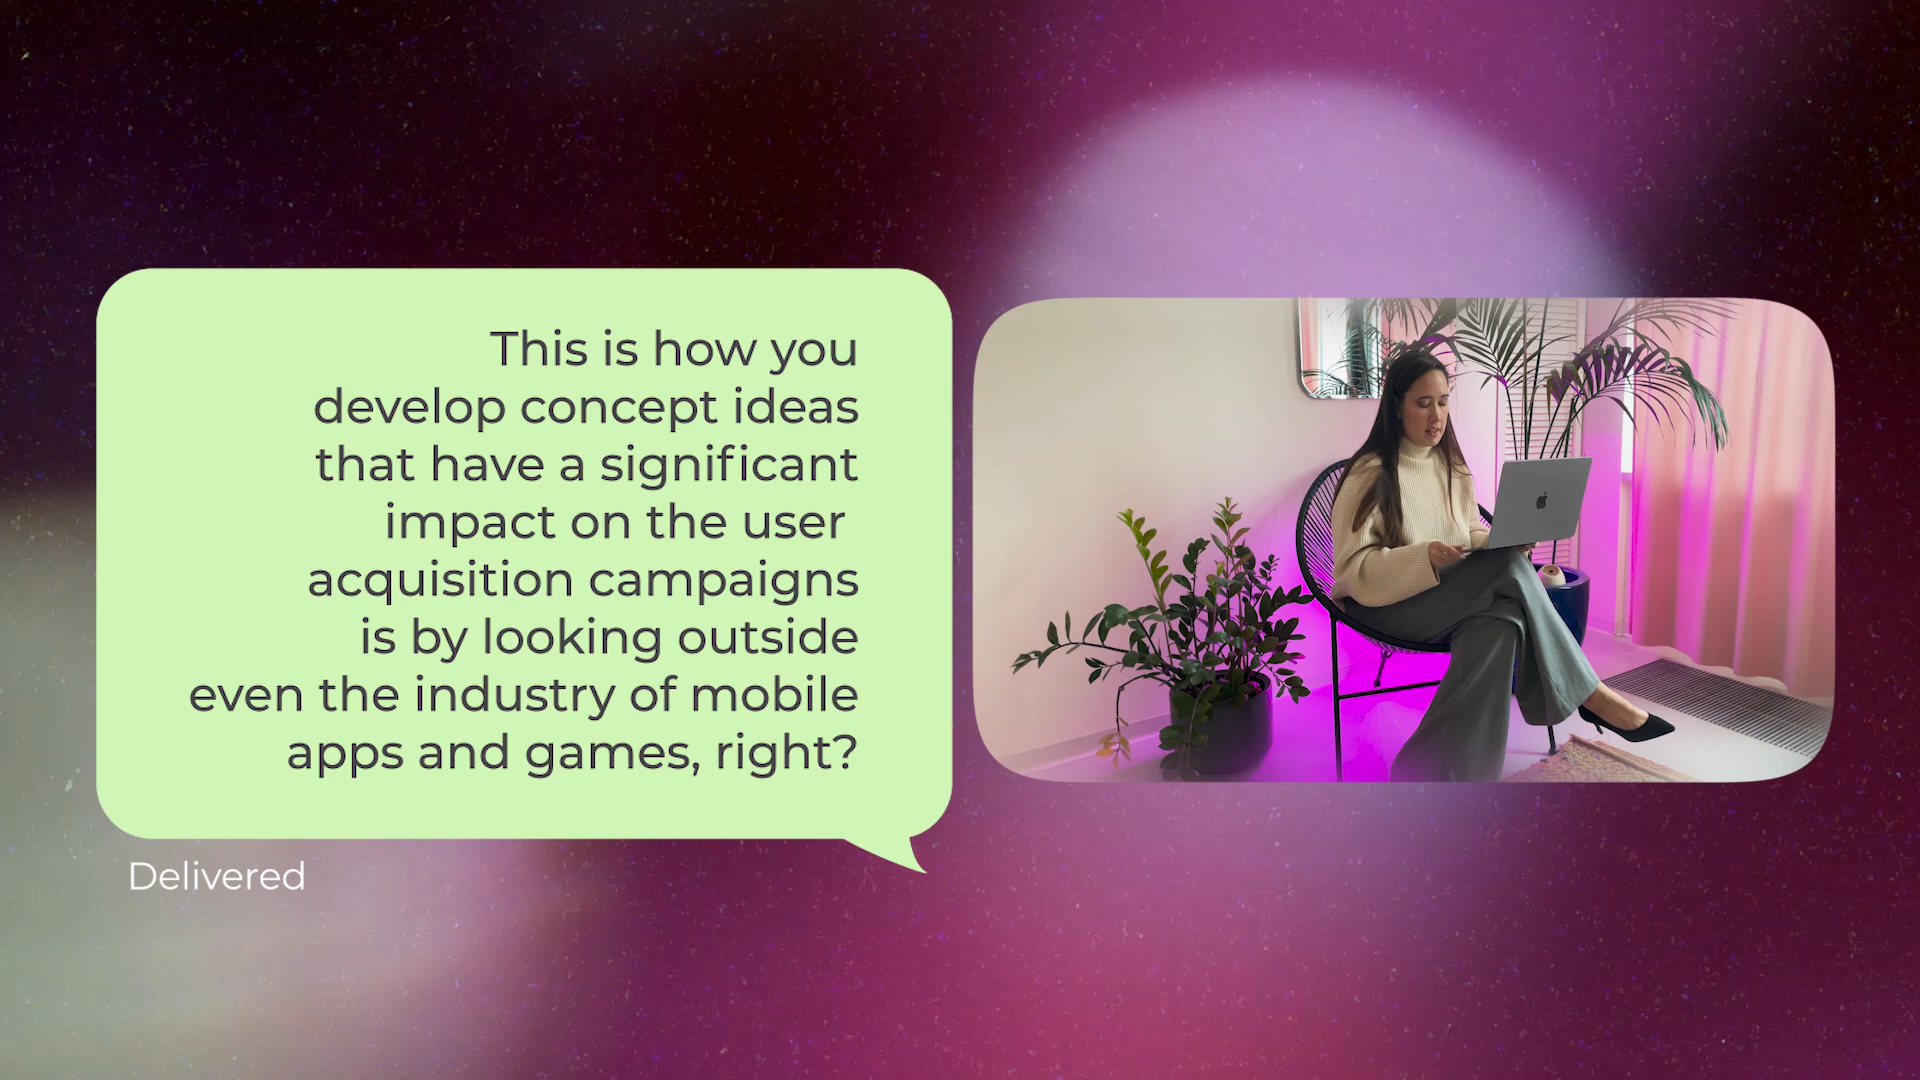 This is how you
develop concept ideas
that have a significant
impact on the user
acquisition campaigns
is by looking outside
even the industry of mobile
apps and games, right?
Delivered